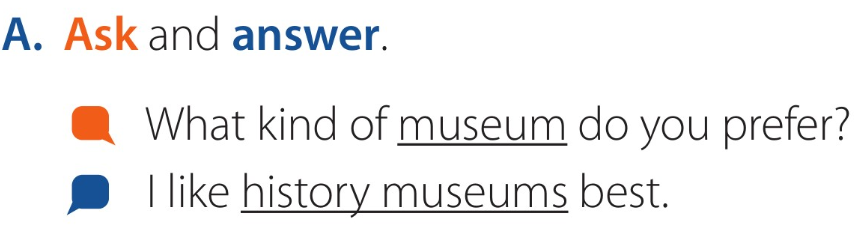 A. Ask and answer.
What kind of museum do you prefer?
I like history museums best.